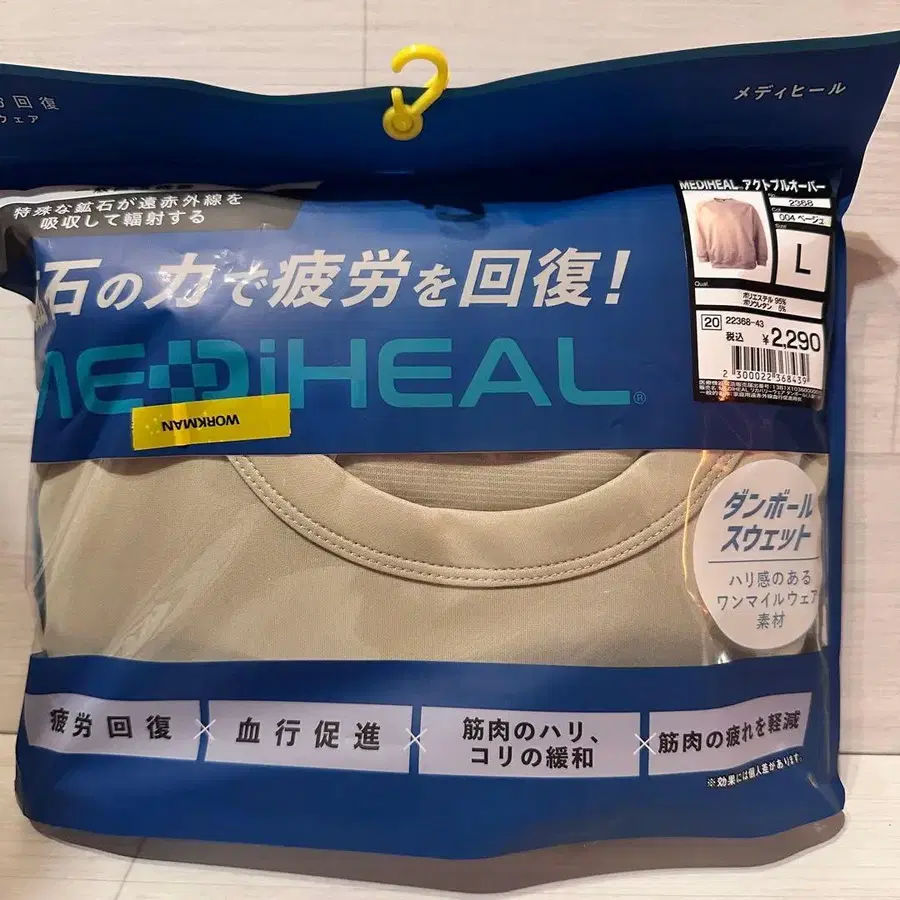 回復
ウェア
メディヒール
特殊な鉱石が遠赤外線を
吸収して輻射する
石の力で疲労を回復!
MEDiHEAL®
WORKMAN
MEDIHEAL アクトプルオーバー
No.
2368
Col.
004 ベージュ
Size
L
Qual.
ポリエステル 95%
ポリウレタン 5%
20 22368-43
税込 ¥2,290
2 300022 368439
ダンボール
スウェット
ハリ感のある
ワンマイルウェア
素材
疲労回復 × 血行促進 × 筋肉のハリ、
コリの緩和 × 筋肉の疲れを軽減
※効果には個人差があります。